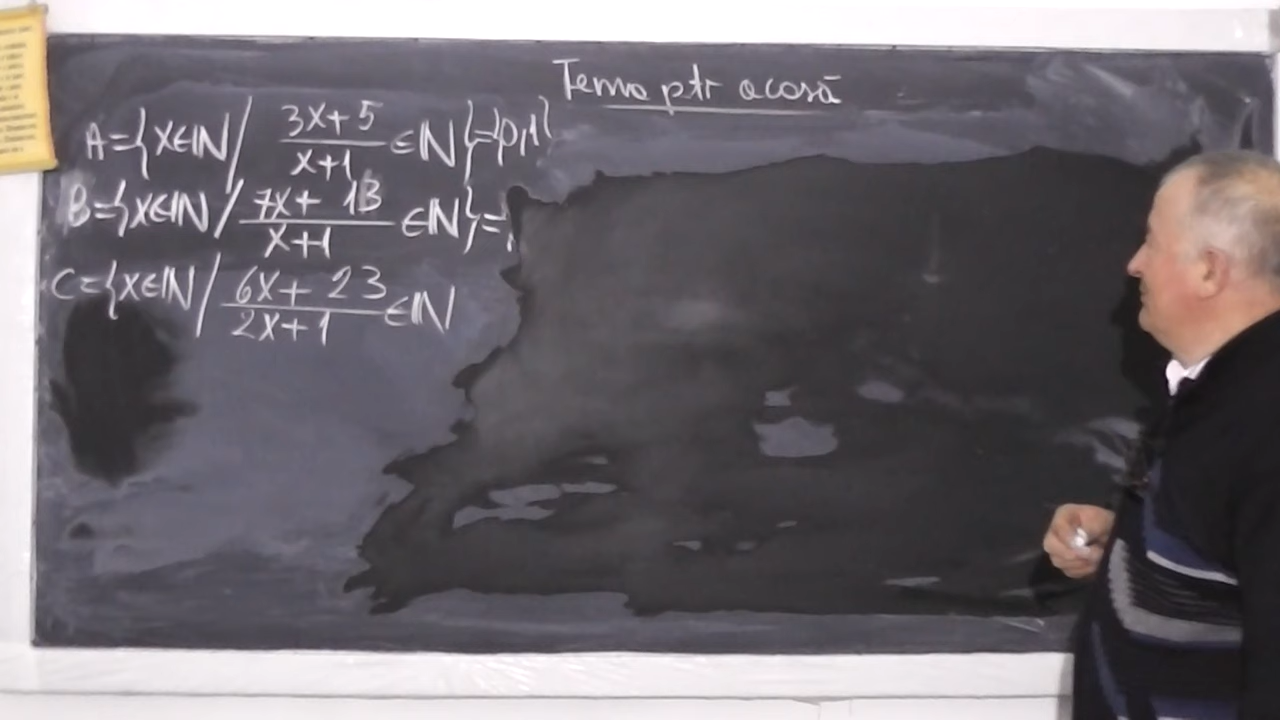 Tema ptr acasă
A={x∈ℕ/ (3x+5)/(x+1) ∈ℕ}={0,1}
B={x∈ℕ/ (7x+13)/(x+1) ∈ℕ}={
C={x∈ℕ/ (6x+23)/(2x+1) ∈ℕ